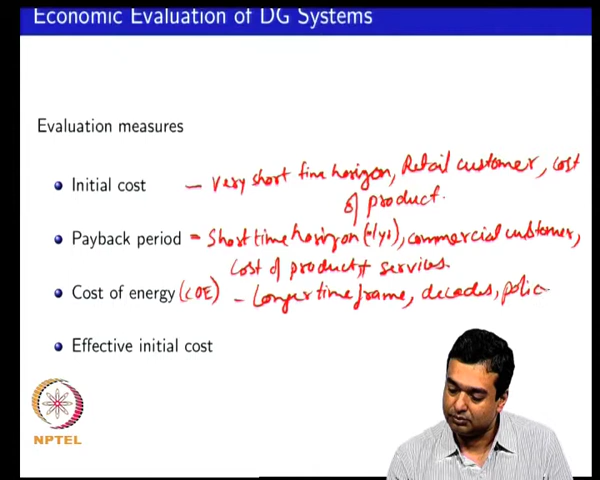 Economic Evaluation of DG Systems
Evaluation measures
Initial cost – Very short time horizon, Retail customer, cost
of product.
Payback period – Short time horizon (~1yr), commercial customer,
cost of product + services.
Cost of energy (COE) – Longer time frame, decades, polic
Effective initial cost
NPTEL